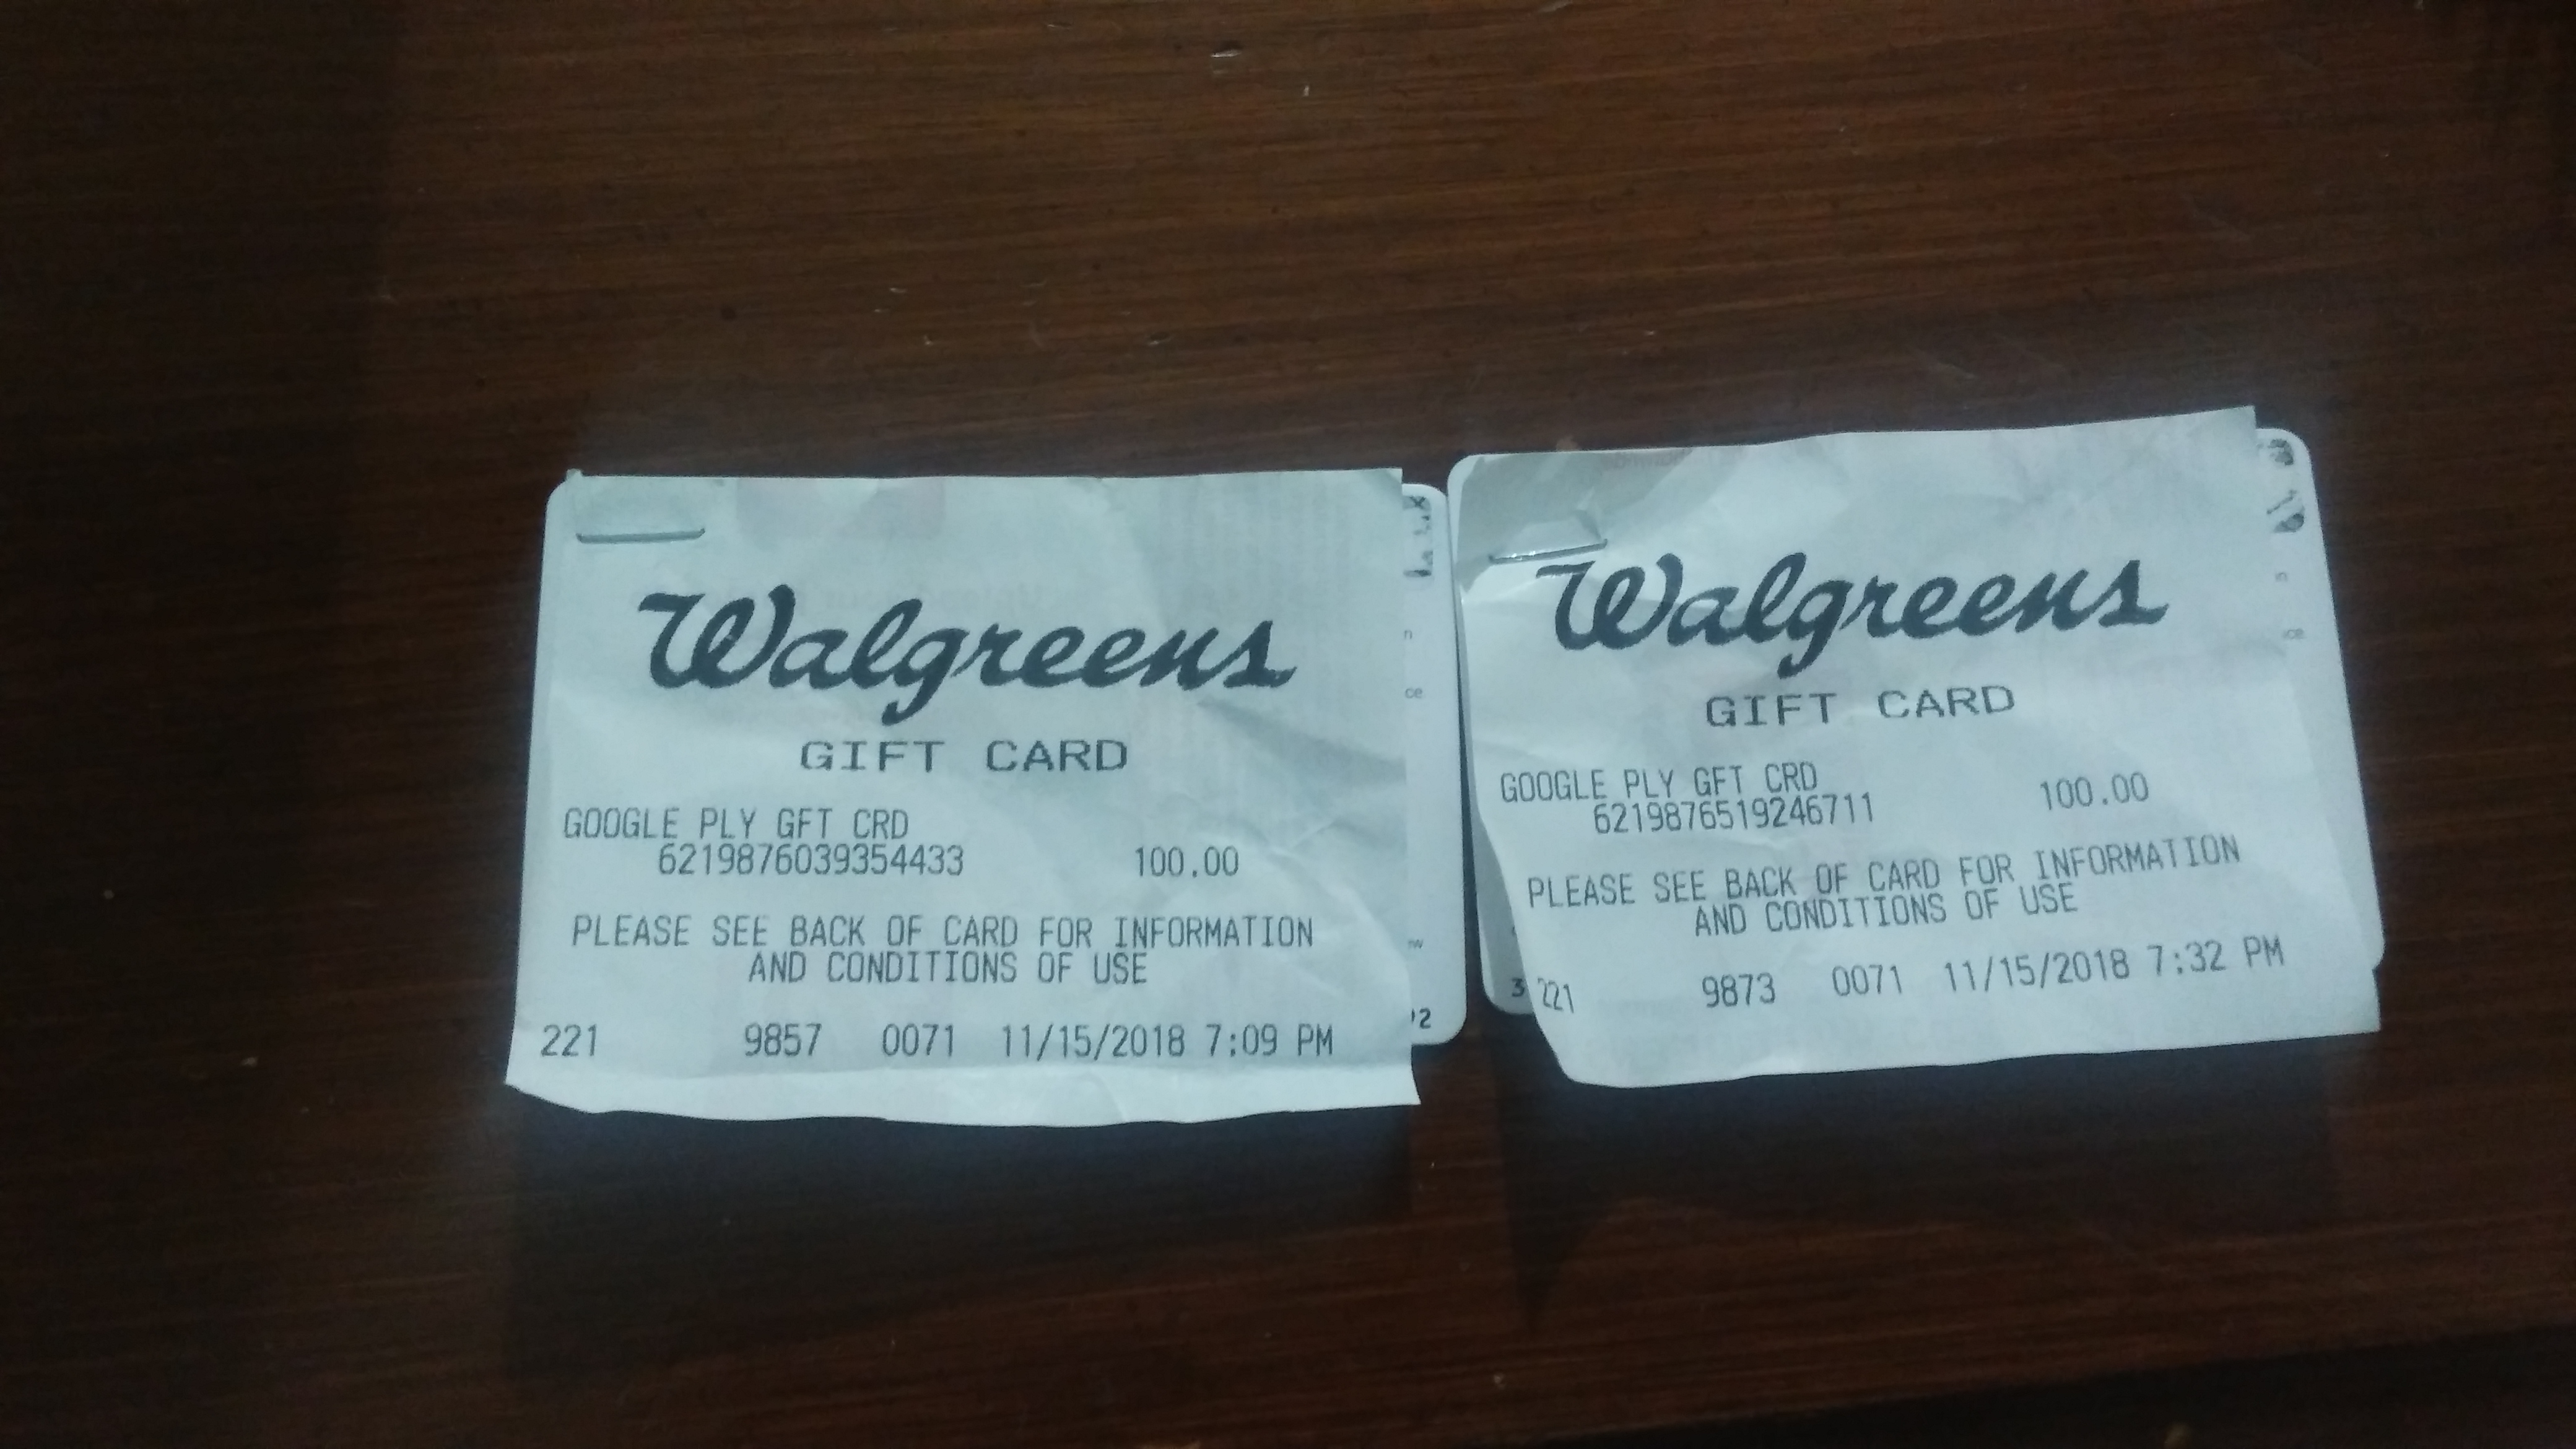 Walgreens
GIFT CARD
GOOGLE PLY GFT CRD
6219876039354433 100.00
PLEASE SEE BACK OF CARD FOR INFORMATION
AND CONDITIONS OF USE
221 9857 0071 11/15/2018 7:09 PM
n
ce
Walgreens
GIFT CARD
GOOGLE PLY GFT CRD
6219876519246711 100.00
PLEASE SEE BACK OF CARD FOR INFORMATION
AND CONDITIONS OF USE
221 9873 0071 11/15/2018 7:32 PM